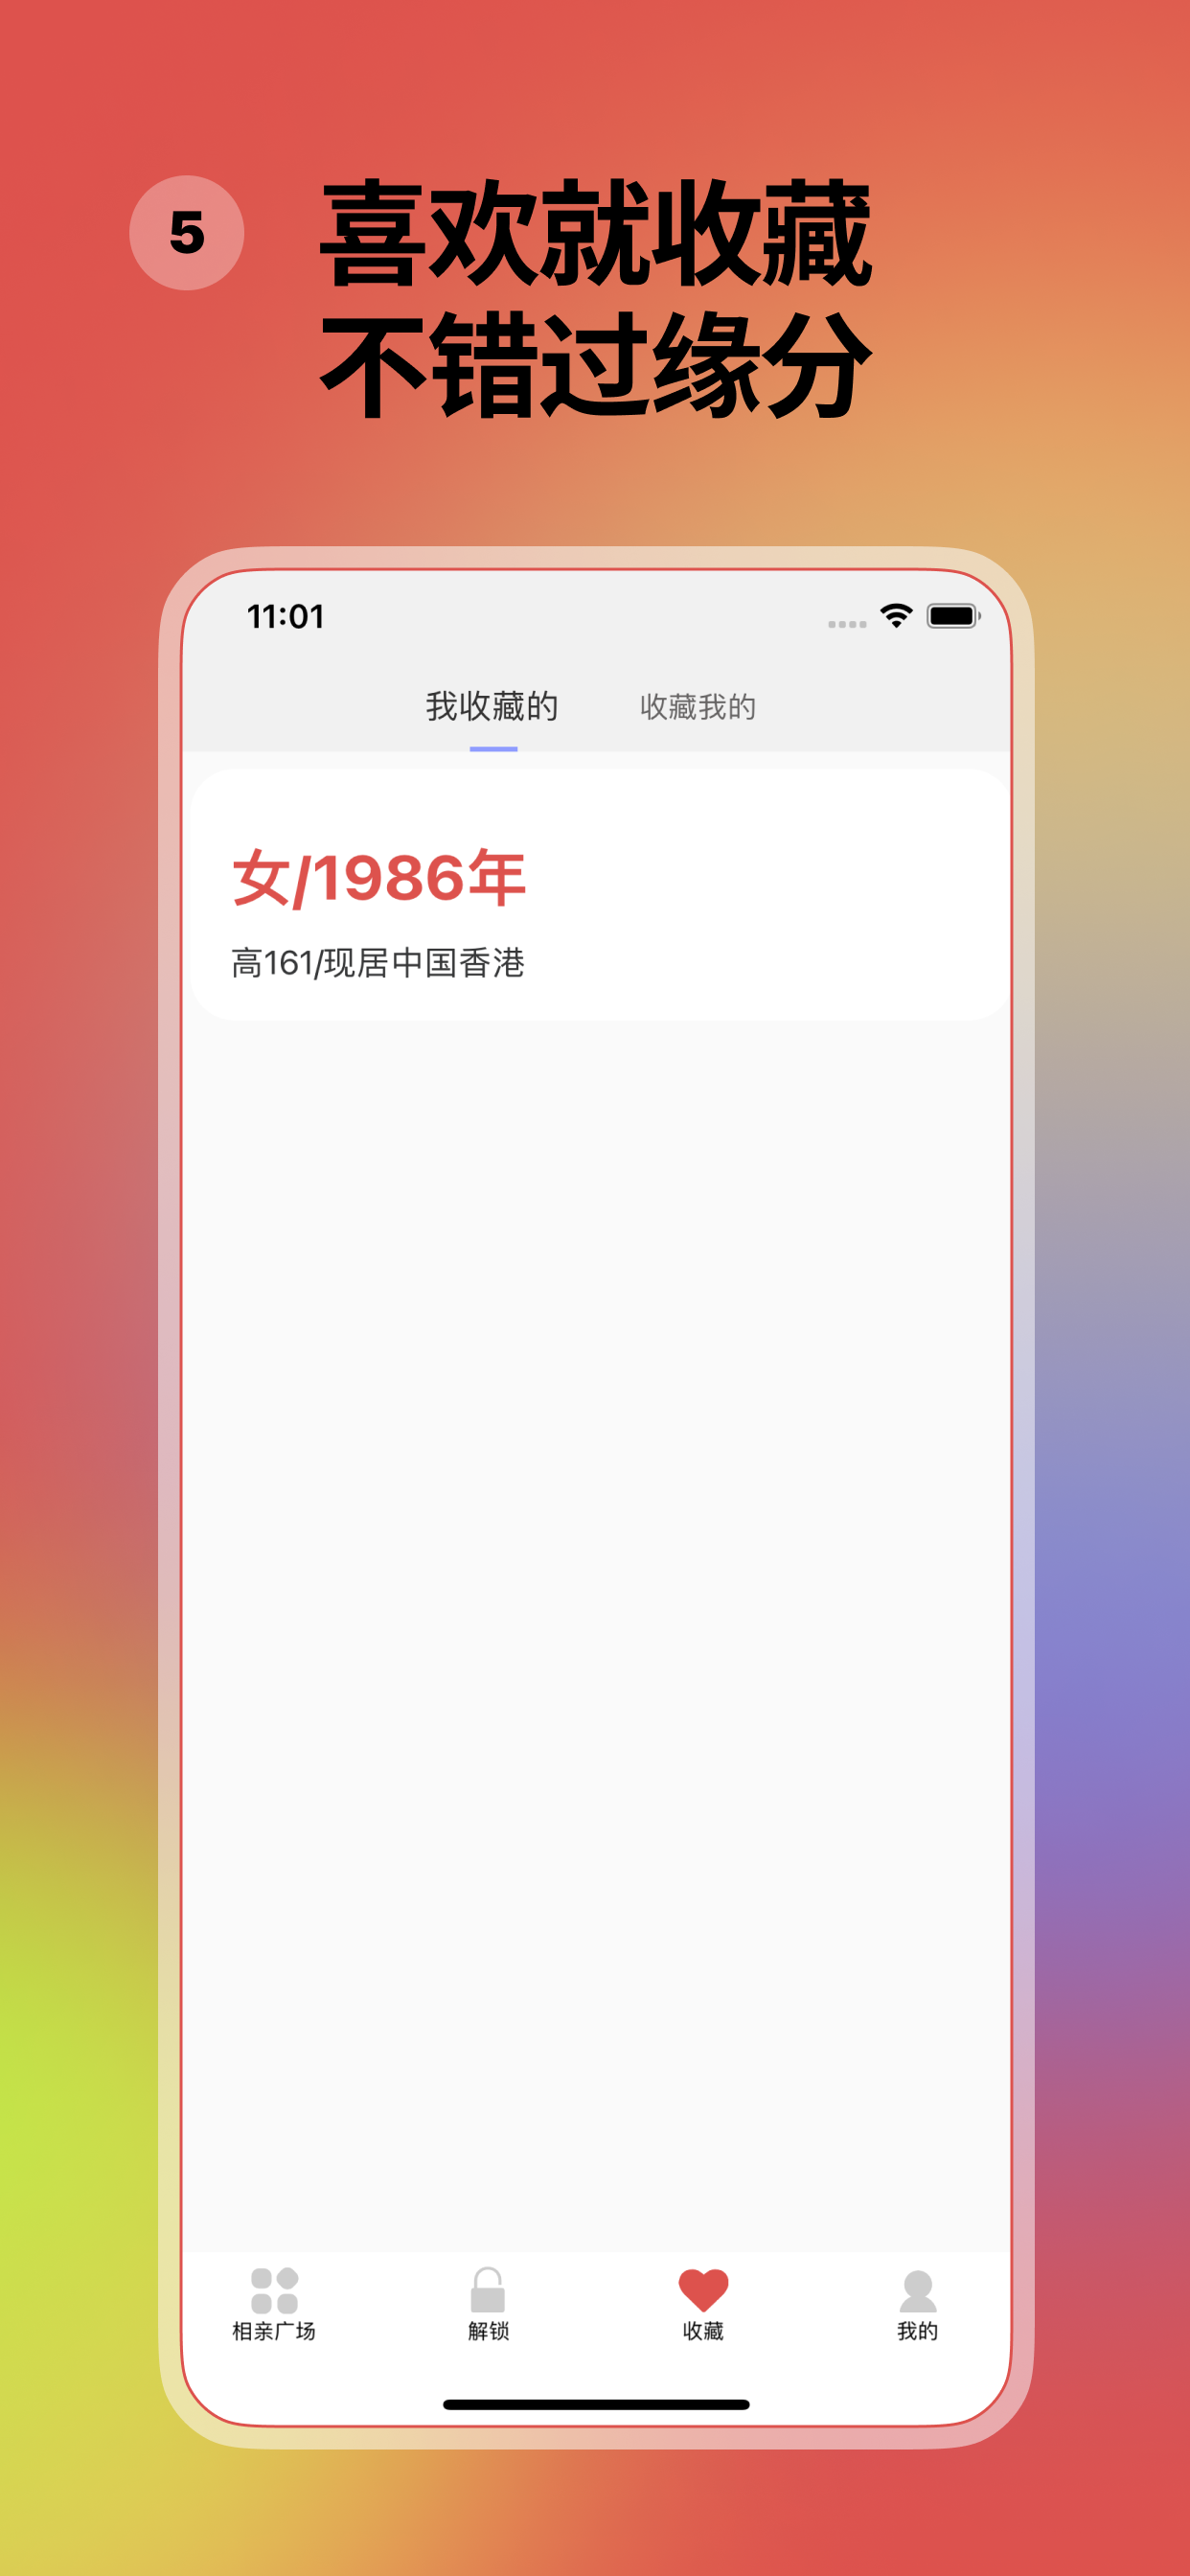 5
喜欢就收藏
不错过缘分
11:01
我收藏的 收藏我的
女/1986年
高161/现居中国香港
相亲广场 解锁 收藏 我的